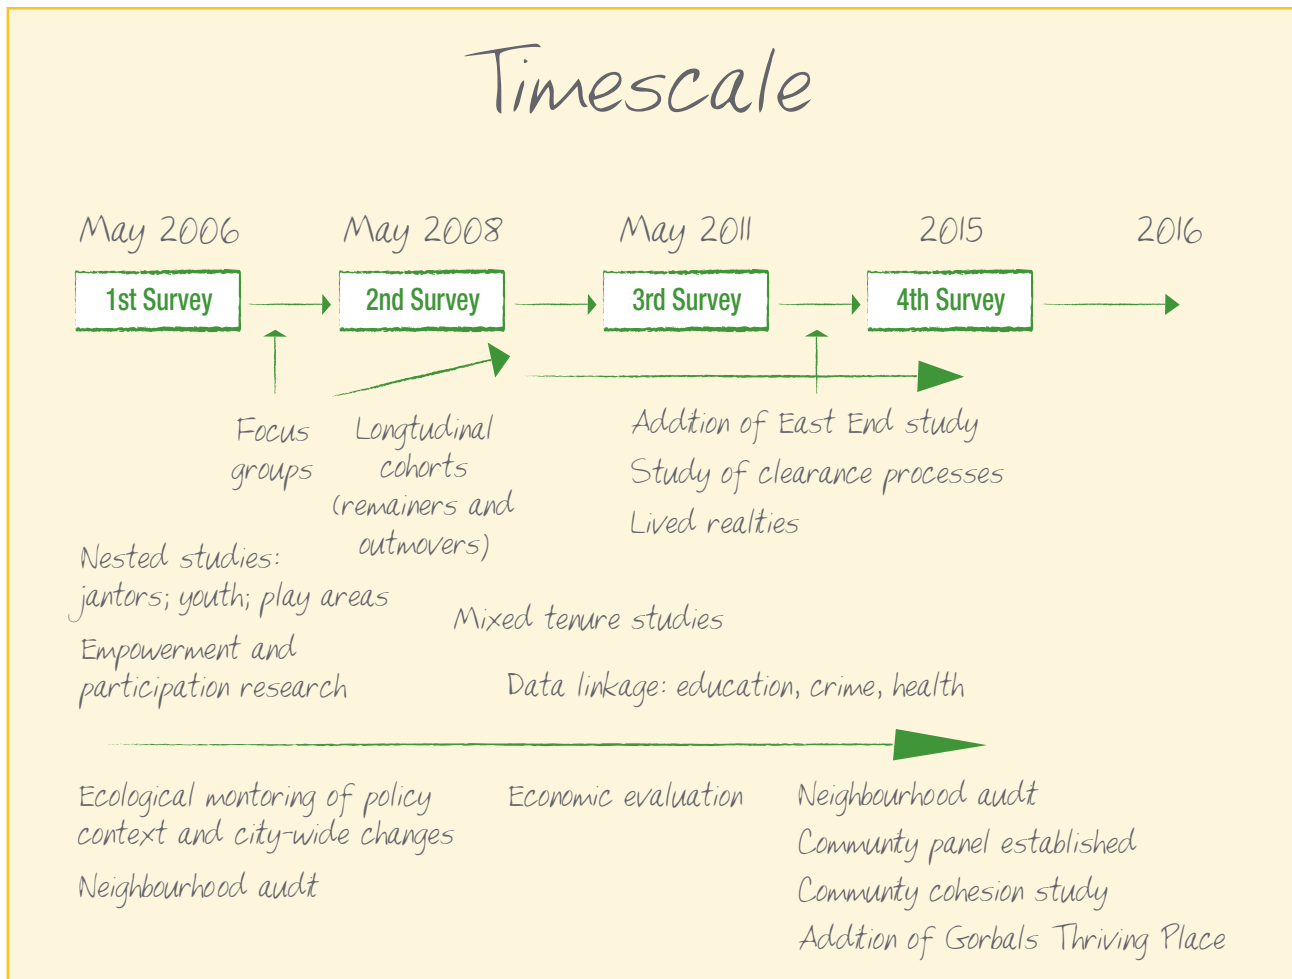 Timescale
May 2006
May 2008
May 2011
2015
2016
1st Survey
2nd Survey
3rd Survey
4th Survey
Focus
groups
Longtudinal
cohorts
(remainers and
outmovers)
Addtion of East End study
Study of clearance processes
Lived realties
Nested studies:
jantors; youth; play areas
Empowerment and
participation research
Mixed tenure studies
Data linkage: education, crime, health
Ecological montoring of policy
context and city-wide changes
Neighbourhood audt
Economic evaluation
Neighbourhood audt
Communty panel established
Communty cohesion study
Addtion of Gorbals Thriving Place